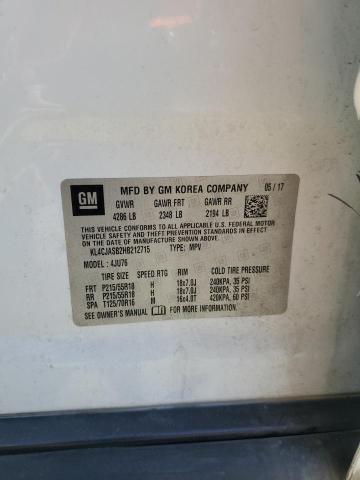 GM
MFD BY GM KOREA COMPANY 05 / 17
GVWR GAWR FRT GAWR RR
4286 LB 2348 LB 2194 LB
THIS VEHICLE CONFORMS TO ALL APPLICABLE U.S. FEDERAL MOTOR
VEHICLE SAFETY, BUMPER, AND THEFT PREVENTION STANDARDS IN
EFFECT ON THE DATE OF MANUFACTURE SHOWN ABOVE.
KL4CJASB2HB212715 TYPE: MPV
MODEL : 4JU76
TIRE SIZE SPEED RTG RIM COLD TIRE PRESSURE
FRT P215/55R18 H 18x7.0J 240KPA, 35 PSI
RR P215/55R18 H 18x7.0J 240KPA, 35 PSI
SPA T125/70R16 M 16x4.0T 420KPA, 60 PSI
SEE OWNER'S MANUAL FOR MORE INFORMATION.